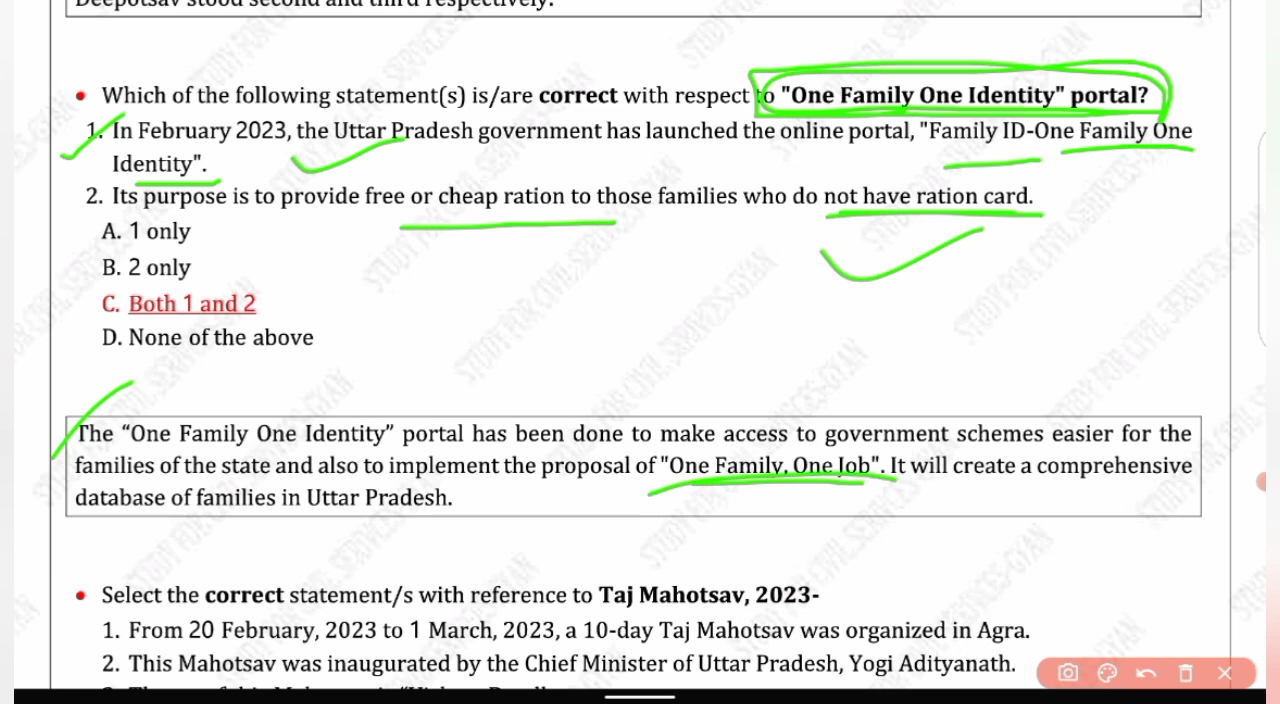 Deepotsav stood second and third respectively.
• Which of the following statement(s) is/are correct with respect to "One Family One Identity" portal?
1. In February 2023, the Uttar Pradesh government has launched the online portal, "Family ID-One Family One
Identity".
2. Its purpose is to provide free or cheap ration to those families who do not have ration card.
A. 1 only
B. 2 only
C. Both 1 and 2
D. None of the above
The “One Family One Identity” portal has been done to make access to government schemes easier for the
families of the state and also to implement the proposal of "One Family, One Job". It will create a comprehensive
database of families in Uttar Pradesh.
• Select the correct statement/s with reference to Taj Mahotsav, 2023-
1. From 20 February, 2023 to 1 March, 2023, a 10-day Taj Mahotsav was organized in Agra.
2. This Mahotsav was inaugurated by the Chief Minister of Uttar Pradesh, Yogi Adityanath.